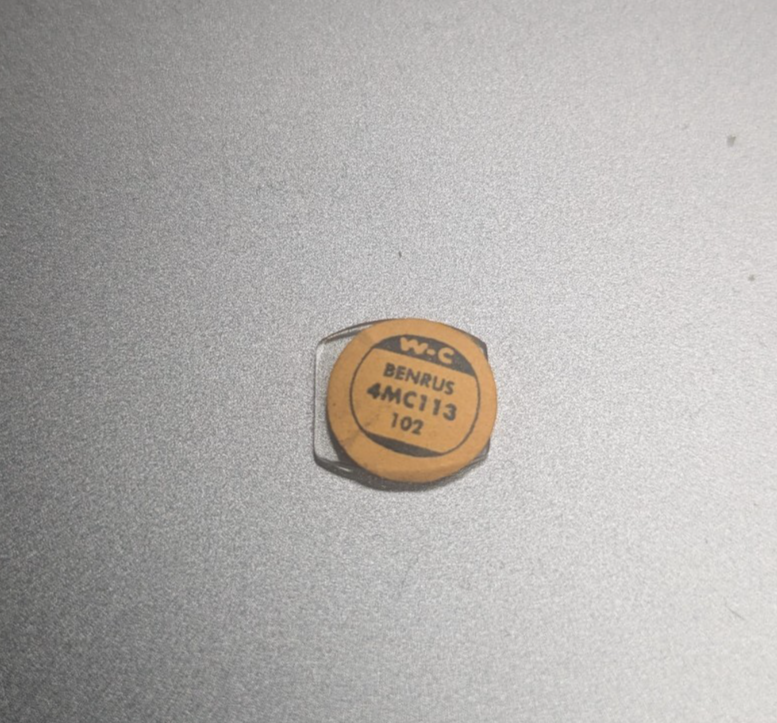 W-C
BENRUS
4MC113
102